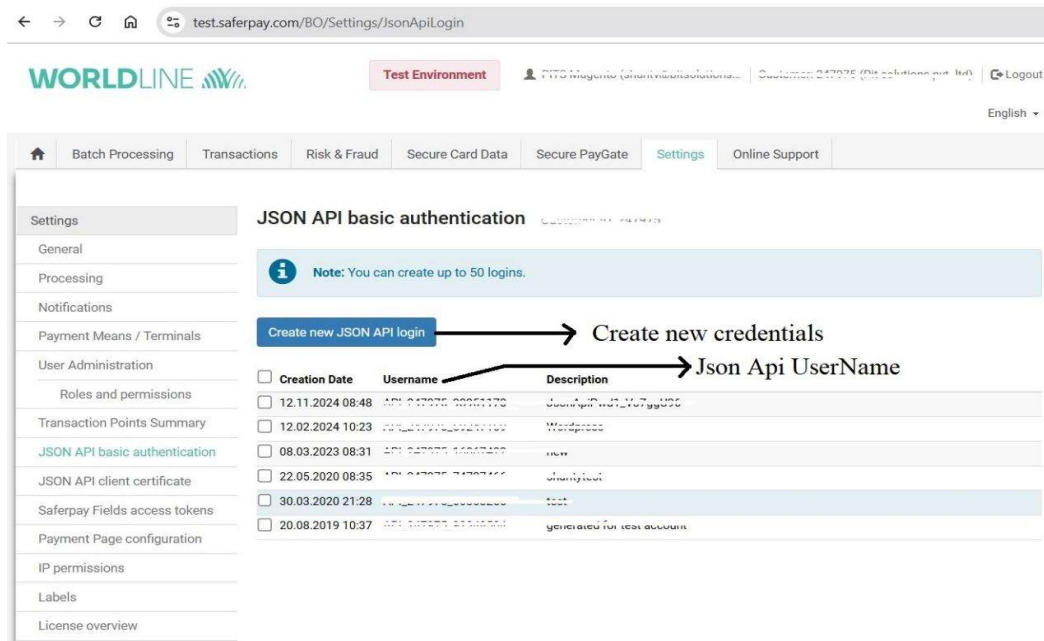 test.saferpay.com/BO/Settings/JsonApiLogin
WORLDLINE
Test Environment
Logout
English
Batch Processing Transactions Risk & Fraud Secure Card Data Secure PayGate Settings Online Support
Settings
General
Processing
Notifications
Payment Means / Terminals
User Administration
Roles and permissions
Transaction Points Summary
JSON API basic authentication
JSON API client certificate
Saferpay Fields access tokens
Payment Page configuration
IP permissions
Labels
License overview
JSON API basic authentication
Note: You can create up to 50 logins.
Create new JSON API login
Create new credentials
Json Api UserName
Creation Date Username Description
12.11.2024 08:48
12.02.2024 10:23
08.03.2023 08:31 new
22.05.2020 08:35
30.03.2020 21:28 test
20.08.2019 10:37 generated for test account